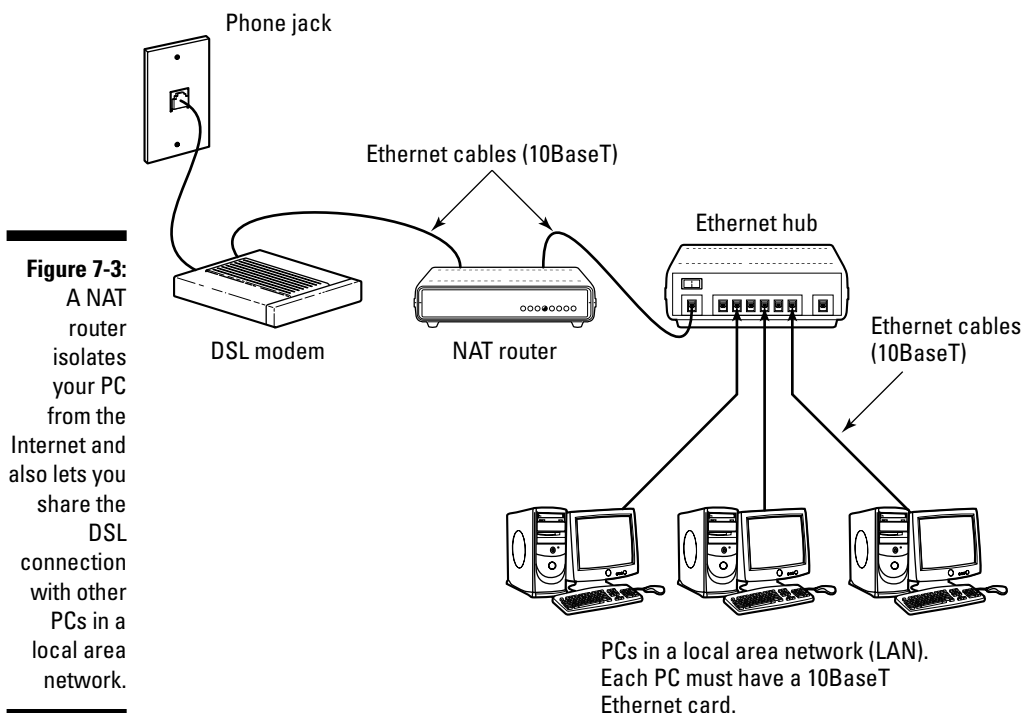 Phone jack
Ethernet cables (10BaseT)
Ethernet hub
DSL modem
NAT router
Ethernet cables
(10BaseT)
Figure 7-3:
A NAT
router
isolates
your PC
from the
Internet and
also lets you
share the
DSL
connection
with other
PCs in a
local area
network.
PCs in a local area network (LAN).
Each PC must have a 10BaseT
Ethernet card.